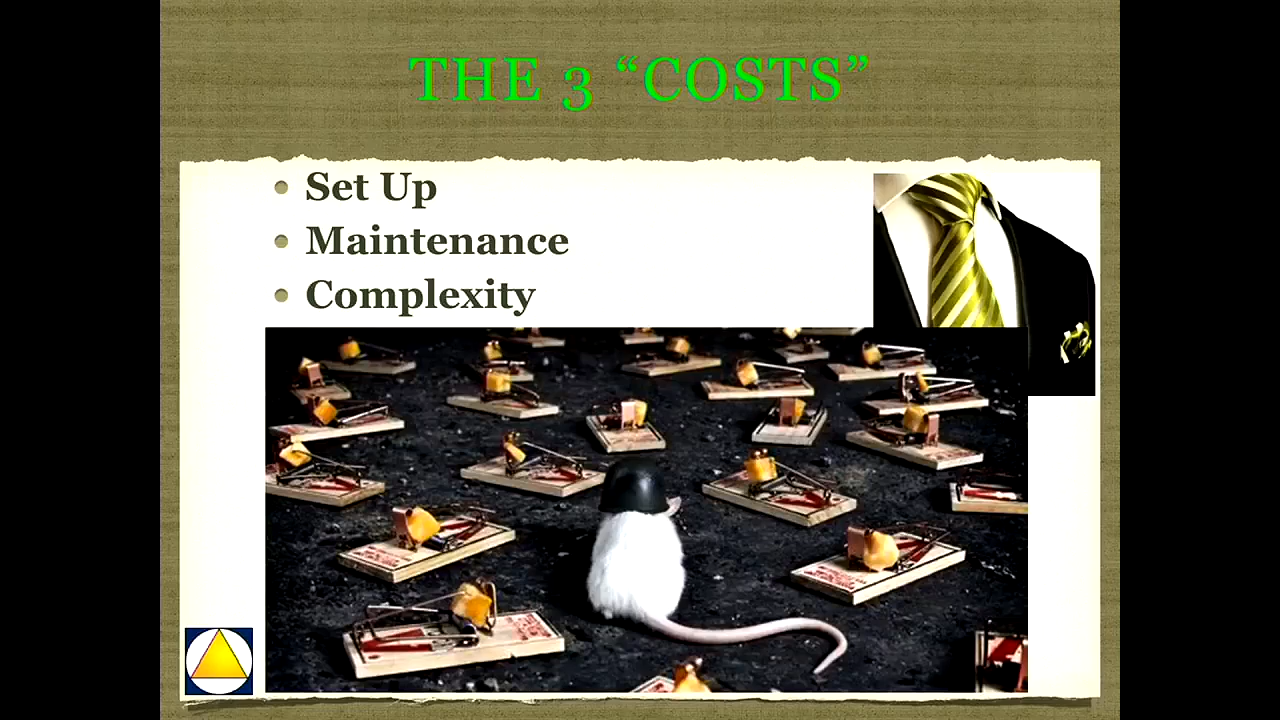 THE 3 “COSTS”
Set Up
Maintenance
Complexity